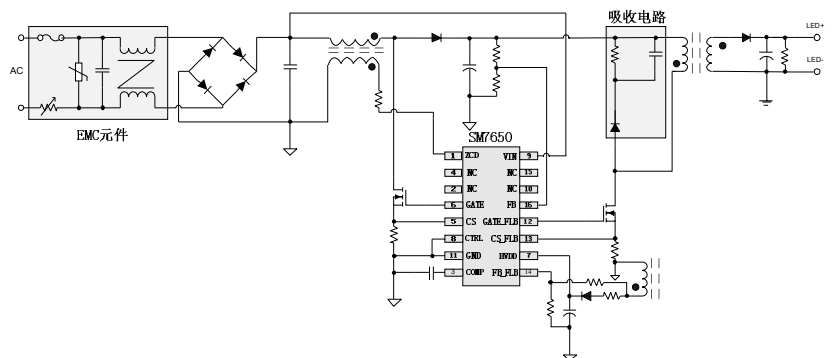 吸收电路
LED+
AC
LED-
EMC元件
SM7650
1 ZCD VIN 9
4 NC NC 15
2 NC NC 10
6 GATE FB 16
5 CS GATE_FLB 12
8 CTRL CS_FLB 13
11 GND HVDD 7
3 COMP FB_FLB 14